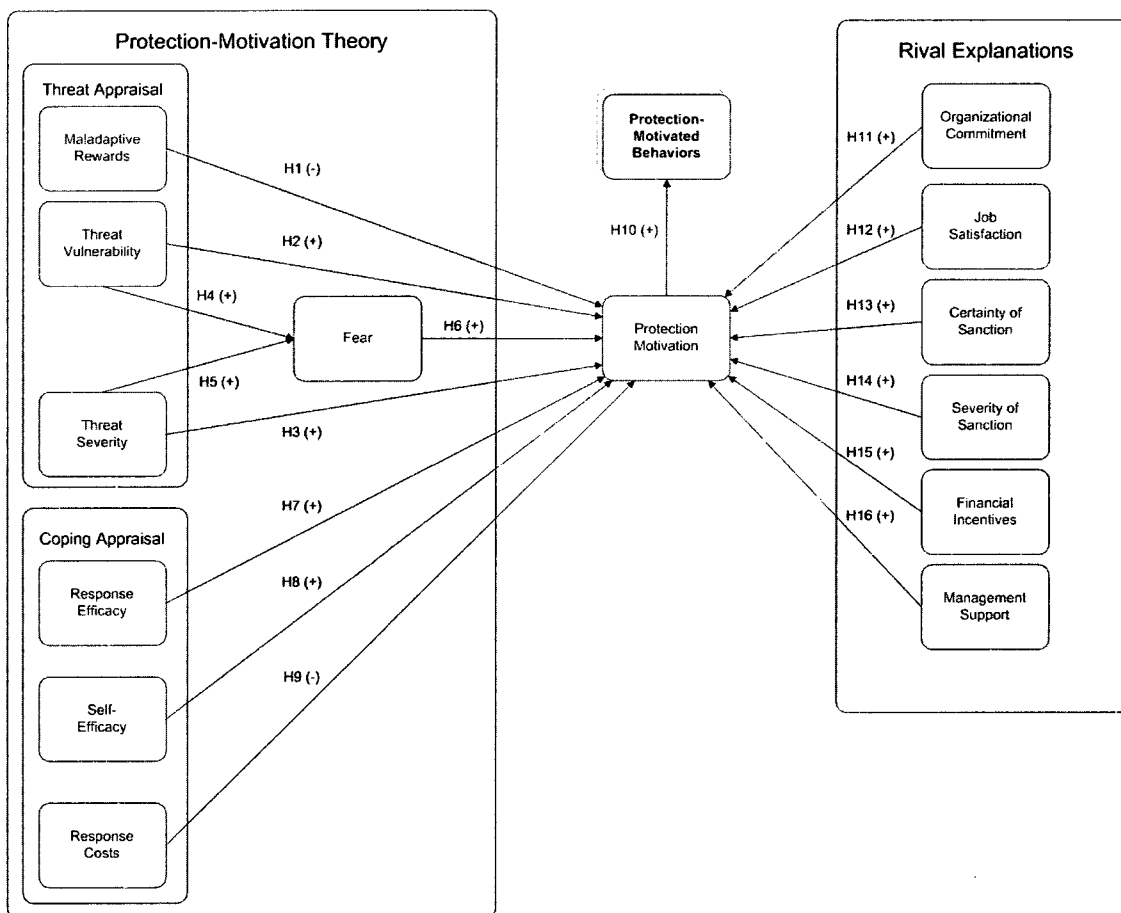 Protection-Motivation Theory
Threat Appraisal
Maladaptive
Rewards
Threat
Vulnerability
Threat
Severity
Coping Appraisal
Response
Efficacy
Self-
Efficacy
Response
Costs
Fear
H1 (-)
H2 (+)
H4 (+)
H6 (+)
H5 (+)
H3 (+)
H7 (+)
H8 (+)
H9 (-)
Protection-
Motivated
Behaviors
H10 (+)
Protection
Motivation
Rival Explanations
H11 (+)
H12 (+)
H13 (+)
H14 (+)
H15 (+)
H16 (+)
Organizational
Commitment
Job
Satisfaction
Certainty of
Sanction
Severity of
Sanction
Financial
Incentives
Management
Support